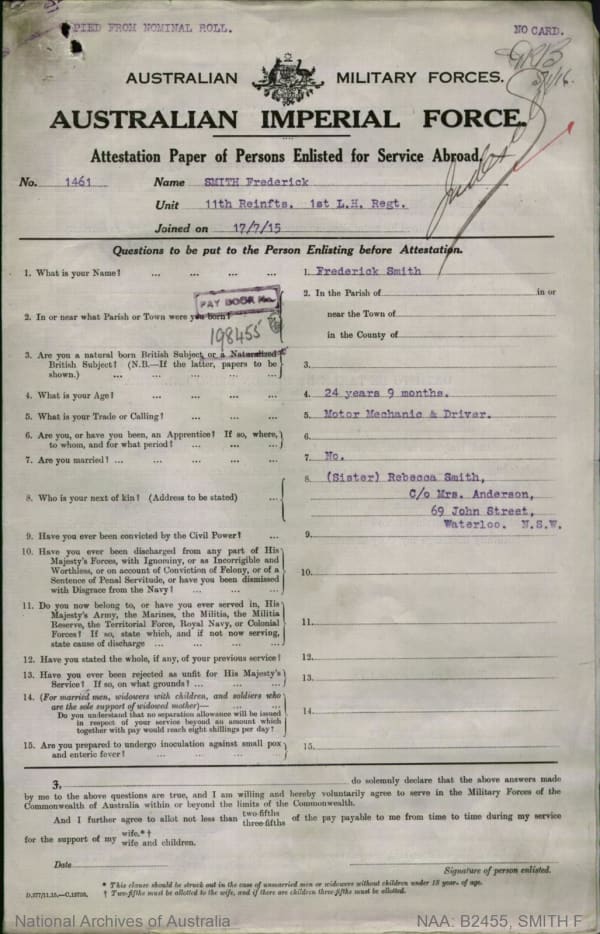 PIED FROM NOMINAL ROLL.
NO CARD.
AUSTRALIAN MILITARY FORCES.
AUSTRALIAN IMPERIAL FORCE.
Attestation Paper of Persons Enlisted for Service Abroad.
No. 1461 Name SMITH Frederick
Unit 11th Reinfts. 1st L.H. Regt.
Joined on 17/7/15
Questions to be put to the Person Enlisting before Attestation.
1. What is your Name? ... ... ... ... 1. Frederick Smith
2. In or near what Parish or Town were you born?
PAY BOOK No.
198455
2. In the Parish of in or
near the Town of
in the County of
3. Are you a natural born British Subject or a Naturalized
British Subject? (N.B.—If the latter, papers to be
shown.) ... ... ... ... ... 3.
4. What is your Age? ... ... ... ... 4. 24 years 9 months.
5. What is your Trade or Calling? ... ... ... 5. Motor Mechanic & Driver.
6. Are you, or have you been, an Apprentice? If so, where,
to whom, and for what period? ... ... ... 6.
7. Are you married? ... ... ... ... ... 7. No.
8. Who is your next of kin? (Address to be stated) ...
8. (Sister) Rebecca Smith,
C/o Mrs. Anderson,
69 John Street,
Waterloo. N.S.W.
9. Have you ever been convicted by the Civil Power? ... 9.
10. Have you ever been discharged from any part of His
Majesty's Forces, with Ignominy, or as Incorrigible and
Worthless, or on account of Conviction of Felony, or of a
Sentence of Penal Servitude, or have you been dismissed
with Disgrace from the Navy? ... ... ... 10.
11. Do you now belong to, or have you ever served in, His
Majesty's Army, the Marines, the Militia, the Militia
Reserve, the Territorial Force, Royal Navy, or Colonial
Forces? If so, state which, and if not now serving,
state cause of discharge ... ... ... ... 11.
12. Have you stated the whole, if any, of your previous service? 12.
13. Have you ever been rejected as unfit for His Majesty's
Service? If so, on what grounds? ... ... ... 13.
14. (For married men, widowers with children, and soldiers who
are the sole support of widowed mother)— ... ...
Do you understand that no separation allowance will be issued
in respect of your service beyond an amount which
together with pay would reach eight shillings per day? 14.
15. Are you prepared to undergo inoculation against small pox
and enteric fever? ... ... ... ... 15.
I, do solemnly declare that the above answers made
by me to the above questions are true, and I am willing and hereby voluntarily agree to serve in the Military Forces of the
Commonwealth of Australia within or beyond the limits of the Commonwealth.
And I further agree to allot not less than two-fifths three-fifths of the pay payable to me from time to time during my service
for the support of my wife.*† wife and children.
Date
Signature of person enlisted.
* This clause should be struck out in the case of unmarried men or widowers without children under 18 years of age.
† Two-fifths must be allotted to the wife, and if there are children three-fifths must be allotted.
National Archives of Australia
NAA: B2455, SMITH F